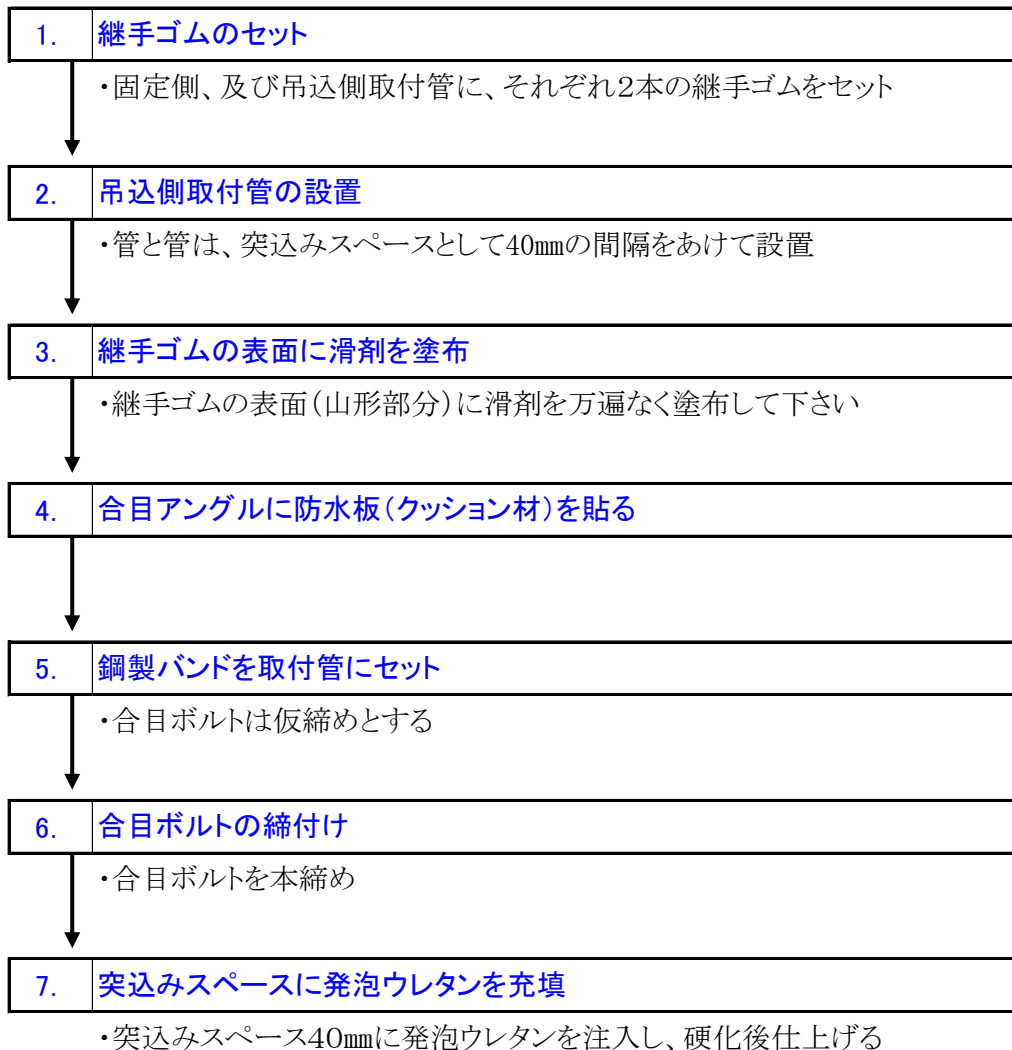 1. 継手ゴムのセット
・固定側、及び吊込側取付管に、それぞれ2本の継手ゴムをセット
2. 吊込側取付管の設置
・管と管は、突込みスペースとして40㎜の間隔をあけて設置
3. 継手ゴムの表面に滑剤を塗布
・継手ゴムの表面(山形部分)に滑剤を万遍なく塗布して下さい
4. 合目アングルに防水板(クッション材)を貼る
5. 鋼製バンドを取付管にセット
・合目ボルトは仮締めとする
6. 合目ボルトの締付け
・合目ボルトを本締め
7. 突込みスペースに発泡ウレタンを充填
・突込みスペース40㎜に発泡ウレタンを注入し、硬化後仕上げる